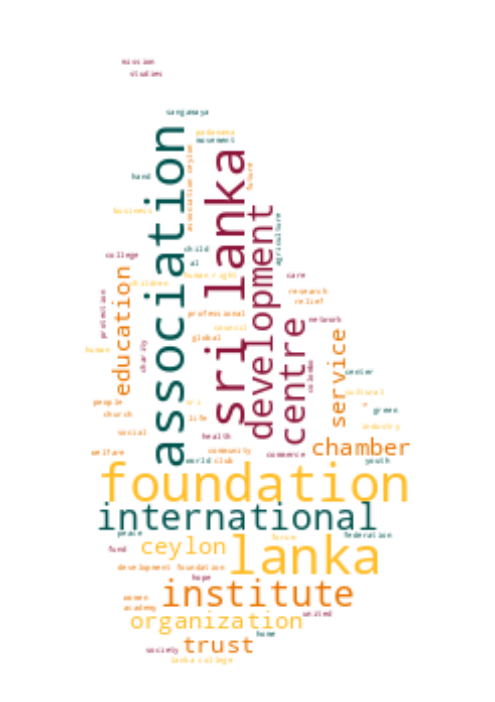 mission
studies
sangamaya
association
movement
hand
association ceylon
sri lanka
future
business
development
agriculture
college
child
al
human right
care
children
education
research
relief
protection
professional
centre
network
council
global
charity
service
human
colombo
center
cultional
people
sri
green
church
life
industry
social
health
chamber
community
welfare
commerce
world
club
youth
foundation
international
peace
federation
forum
ceylon
lanka
fund
development foundation
hope
institute
women
academy
united
organization
home
trust
society
lanka college